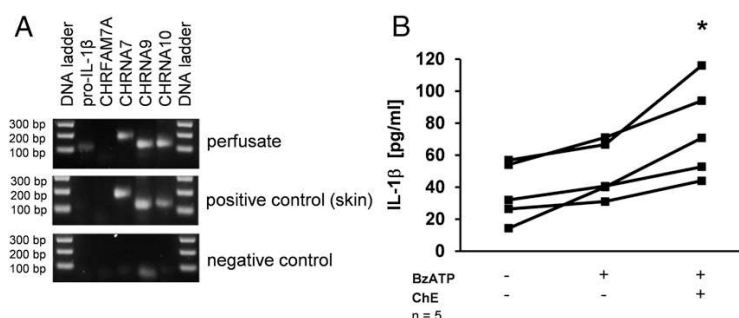 A
DNA ladder
pro-IL-1β
CHRFAM7A
CHRNA7
CHRNA9
CHRNA10
DNA ladder
300 bp
200 bp
100 bp
perfusate
300 bp
200 bp
100 bp
positive control (skin)
300 bp
200 bp
100 bp
negative control
B
*
IL-1β [pg/ml]
120
100
80
60
40
20
0
BzATP - + +
ChE - - +
n = 5